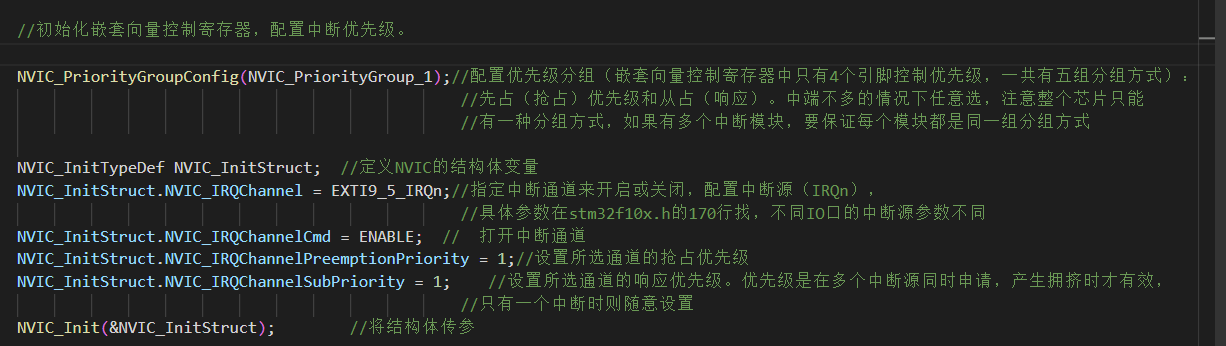 //初始化嵌套向量控制寄存器，配置中断优先级。
NVIC_PriorityGroupConfig(NVIC_PriorityGroup_1);//配置优先级分组（嵌套向量控制寄存器中只有4个引脚控制优先级，一共有五组分组方式）：
//先占（抢占）优先级和从占（响应）。中端不多的情况下任意选，注意整个芯片只能
//有一种分组方式，如果有多个中断模块，要保证每个模块都是同一组分组方式
NVIC_InitTypeDef NVIC_InitStruct;  //定义NVIC的结构体变量
NVIC_InitStruct.NVIC_IRQChannel = EXTI9_5_IRQn;//指定中断通道来开启或关闭，配置中断源（IRQn），
//具体参数在stm32f10x.h的170行找，不同IO口的中断源参数不同
NVIC_InitStruct.NVIC_IRQChannelCmd = ENABLE;  //  打开中断通道
NVIC_InitStruct.NVIC_IRQChannelPreemptionPriority = 1;//设置所选通道的抢占优先级
NVIC_InitStruct.NVIC_IRQChannelSubPriority = 1;    //设置所选通道的响应优先级。优先级是在多个中断源同时申请，产生拥挤时才有效，
//只有一个中断时则随意设置
NVIC_Init(&NVIC_InitStruct);        //将结构体传参